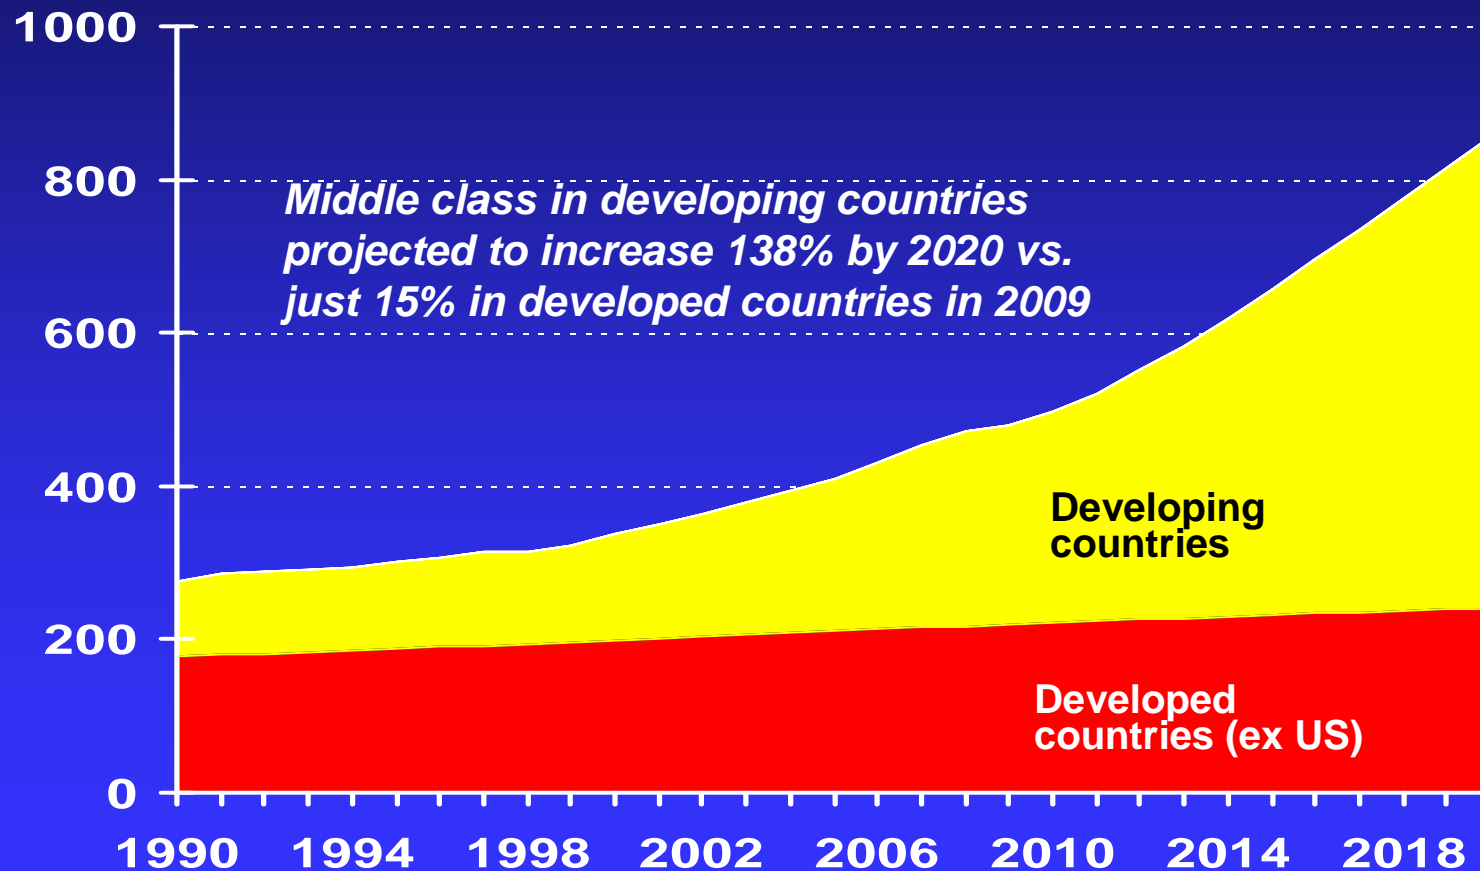 1000
800
Middle class in developing countries
projected to increase 138% by 2020 vs.
just 15% in developed countries in 2009
600
400
Developing
countries
200
Developed
countries (ex US)
0
1990 1994 1998 2002 2006 2010 2014 2018